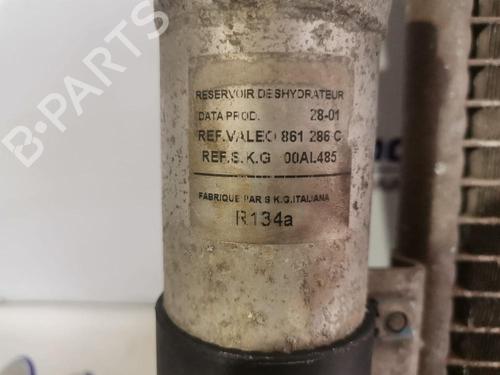 B-PARTS
RESERVOIR DESHYDRATEUR
DATA PROD. 28-01
REF.VALEO 861 286 C
REF.S.K.G 00AL485
FABRIQUE PAR S.K.G.ITALIANA
R134a